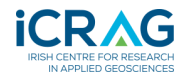 iCRAG
IRISH CENTRE FOR RESEARCH
IN APPLIED GEOSCIENCES